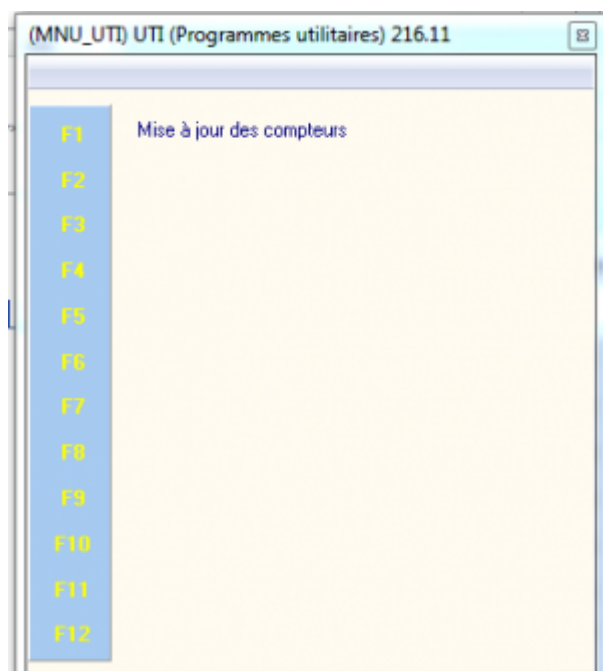 (MNU_UTI) UTI (Programmes utilitaires) 216.11
F1 Mise à jour des compteurs
F2
F3
F4
F5
F6
F7
F8
F9
F10
F11
F12